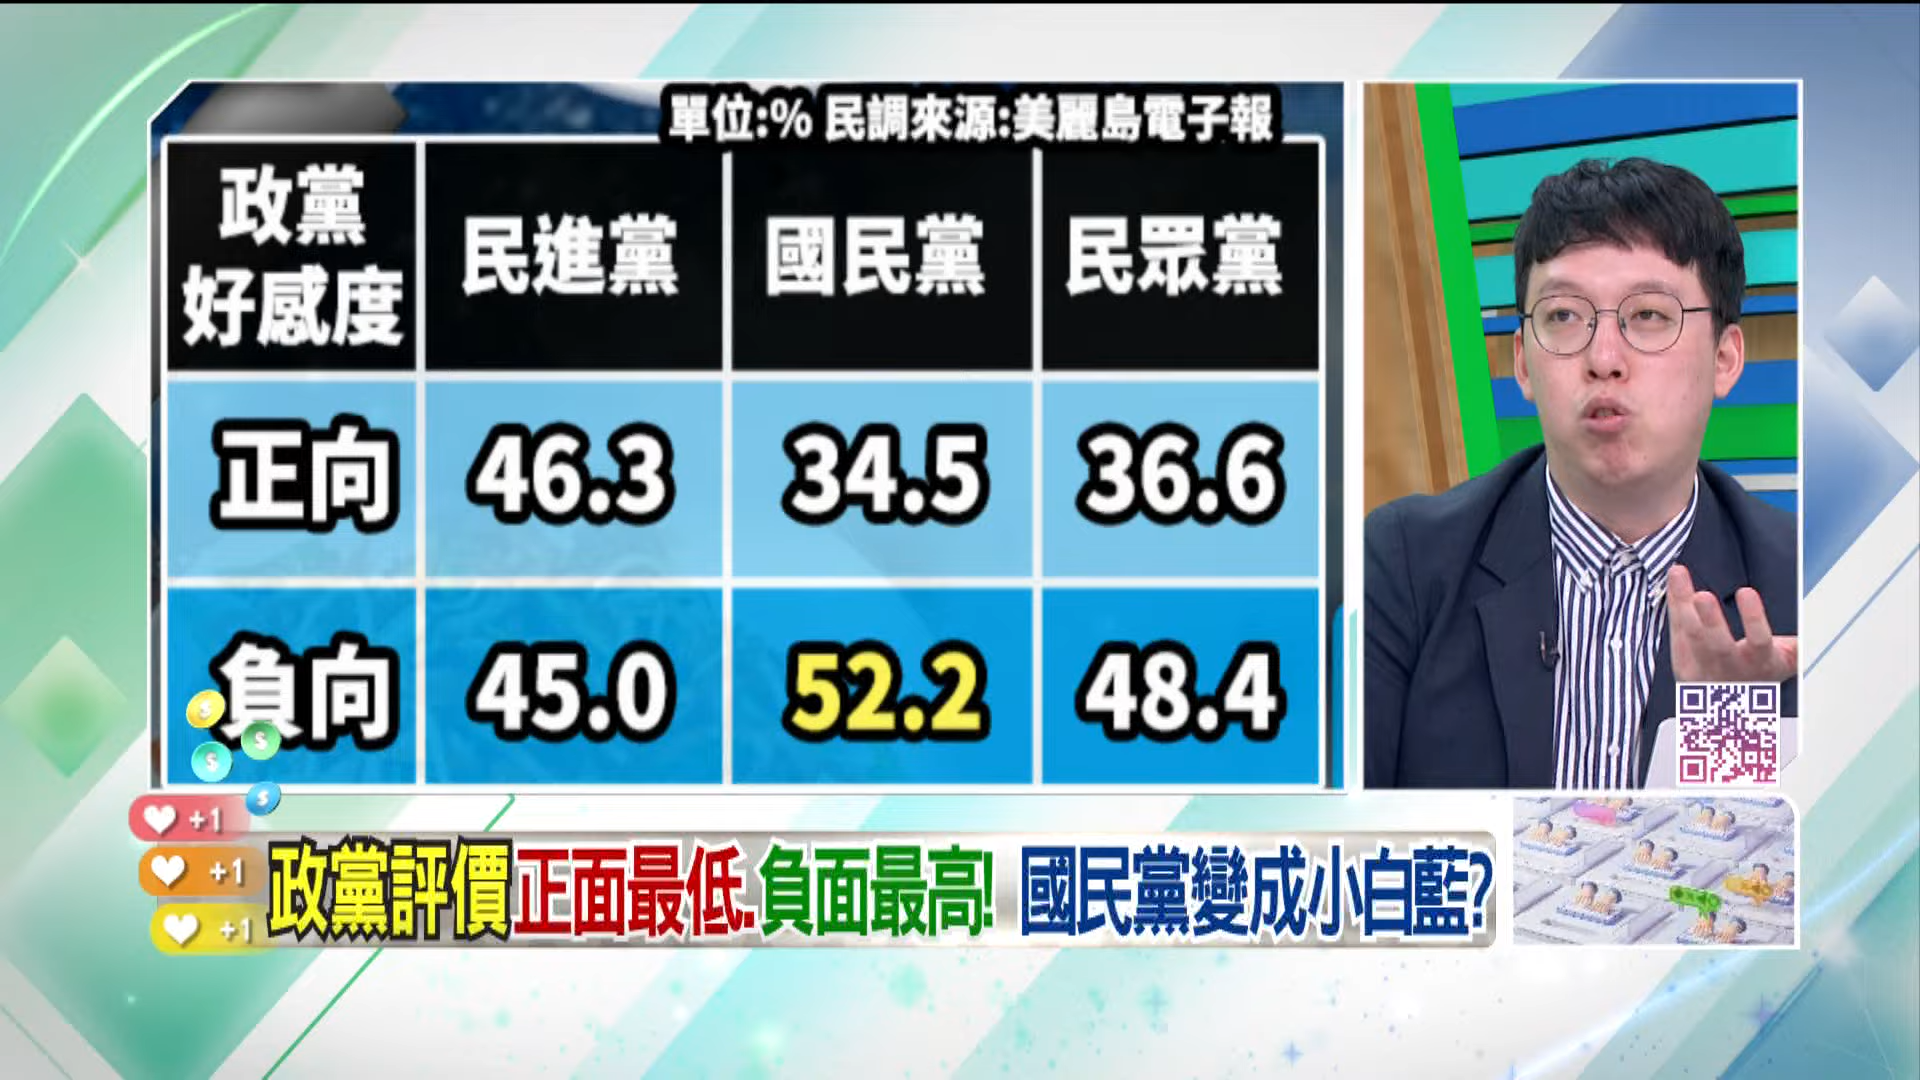 單位:% 民調來源:美麗島電子報
政黨好感度 民進黨 國民黨 民眾黨
正向 46.3 34.5 36.6
負向 45.0 52.2 48.4
+1
+1
+1
政黨評價正面最低.負面最高! 國民黨變成小白藍?